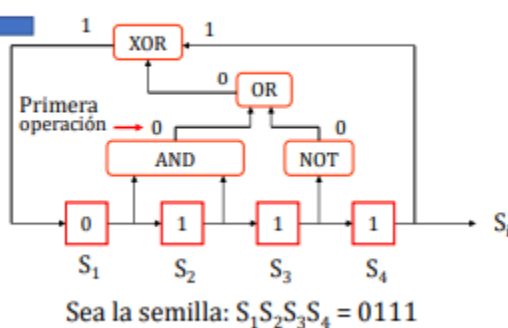 1
XOR
1
0
OR
Primera
operación
0
0
AND
NOT
0
1
1
1
S₁
S₂
S₃
S₄
Sea la semilla: S₁S₂S₃S₄ = 0111